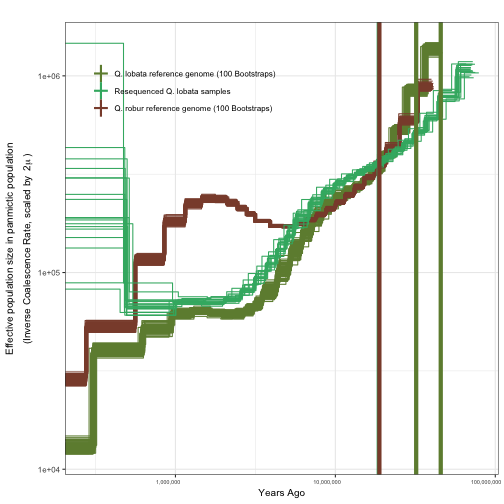 Effective population size in panmictic population
(Inverse Coalescence Rate, scaled by 2μ)
1e+06
1e+05
1e+04
Q. lobata reference genome (100 Bootstraps)
Resequenced Q. lobata samples
Q. robur reference genome (100 Bootstraps)
1,000,000
10,000,000
100,000,000
Years Ago